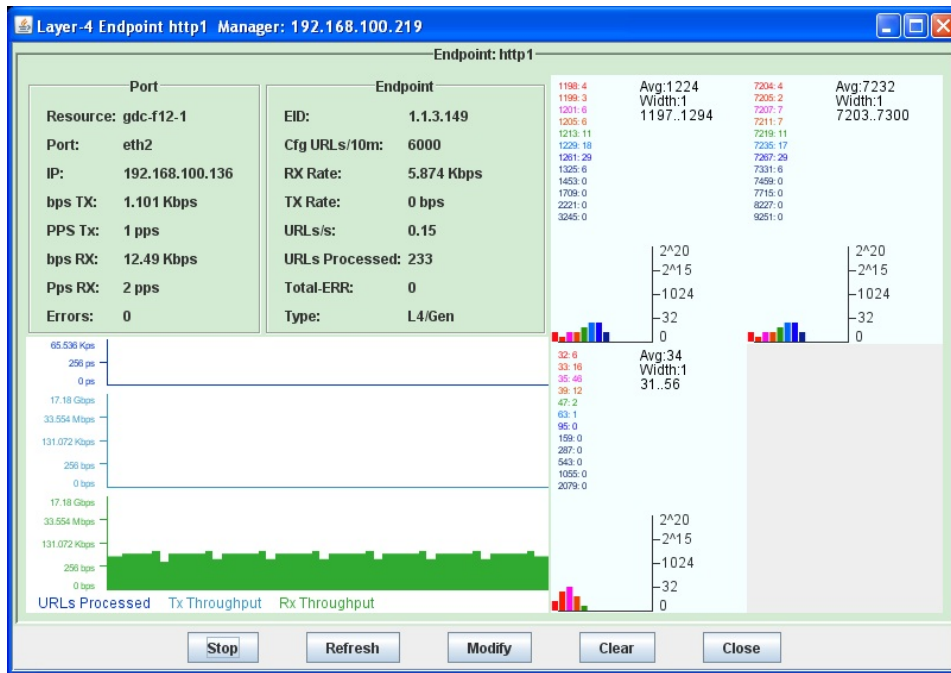 Layer-4 Endpoint http1 Manager: 192.168.100.219
Endpoint: http1
Port
Resource: gdc-f12-1
Port: eth2
IP: 192.168.100.136
bps TX: 1.101 Kbps
PPS Tx: 1 pps
bps RX: 12.49 Kbps
Pps RX: 2 pps
Errors: 0
Endpoint
EID: 1.1.3.149
Cfg URLs/10m: 6000
RX Rate: 5.874 Kbps
TX Rate: 0 bps
URLs/s: 0.15
URLs Processed: 233
Total-ERR: 0
Type: L4/Gen
1198: 4
1199: 3
1201: 6
1205: 6
1213: 11
1229: 18
1261: 29
1325: 6
1453: 0
1709: 0
2221: 0
3245: 0
Avg:1224
Width:1
1197..1294
2^20
2^15
1024
32
0
7204: 4
7205: 2
7207: 7
7211: 7
7219: 11
7235: 17
7267: 29
7331: 6
7459: 0
7715: 0
8227: 0
9251: 0
Avg:7232
Width:1
7203..7300
2^20
2^15
1024
32
0
65.536 Kps
256 ps
0 ps
17.18 Gbps
33.554 Mbps
131.072 Kbps
256 bps
0 bps
17.18 Gbps
33.554 Mbps
131.072 Kbps
256 bps
0 bps
URLs Processed Tx Throughput Rx Throughput
32: 6
33: 16
35: 46
39: 12
47: 2
63: 1
95: 0
159: 0
287: 0
543: 0
1055: 0
2079: 0
Avg:34
Width:1
31..56
2^20
2^15
1024
32
0
Stop Refresh Modify Clear Close